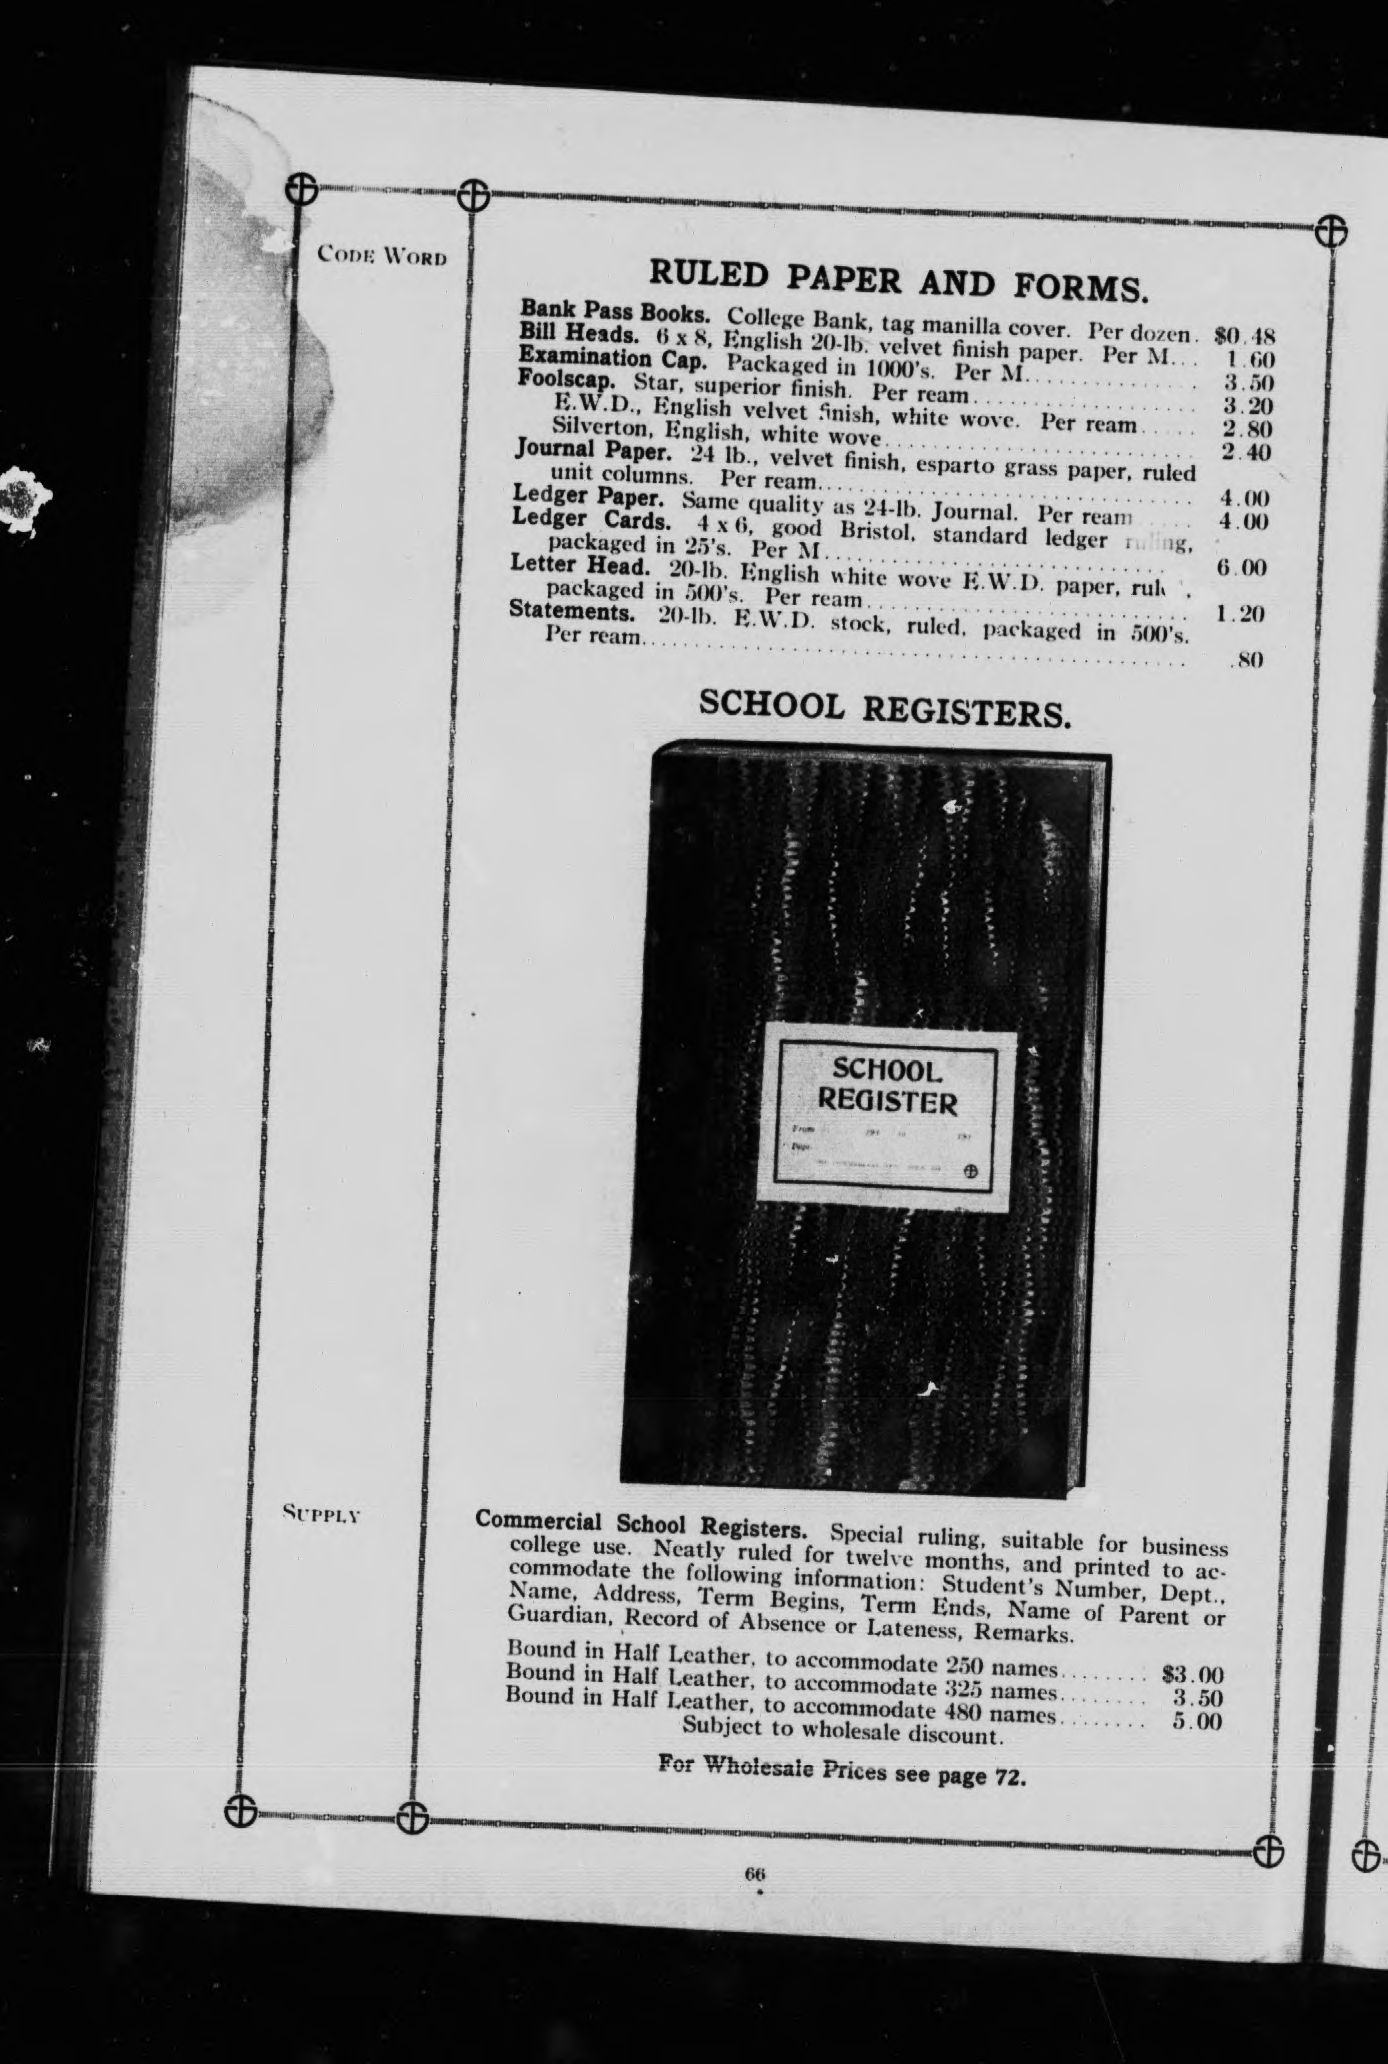 CODE WORD
RULED PAPER AND FORMS.
Bank Pass Books. College Bank, tag manilla cover. Per dozen. $0.48
Bill Heads. 6 x 8, English 20-lb. velvet finish paper. Per M... 1.60
Examination Cap. Packaged in 1000's. Per M............... 3.50
Foolscap. Star, superior finish. Per ream................... 3.20
E.W.D., English velvet finish, white wove. Per ream..... 2.80
Silverton, English, white wove........................... 2.40
Journal Paper. 24 lb., velvet finish, esparto grass paper, ruled
unit columns. Per ream................................ 4.00
Ledger Paper. Same quality as 24-lb. Journal. Per ream .... 4.00
Ledger Cards. 4 x 6, good Bristol, standard ledger ruling,
packaged in 25's. Per M............................. 6.00
Letter Head. 20-lb. English white wove E.W.D. paper,
packaged in 500's. Per ream........................... 1.20
Statements. 20-lb. E.W.D. stock, ruled, packaged in 500's.
Per ream............................................. .80
SCHOOL REGISTERS.
SCHOOL
REGISTER
From 191 to 191
Dept.
SUPPLY
Commercial School Registers. Special ruling, suitable for business
college use. Neatly ruled for twelve months, and printed to ac-
commodate the following information: Student's Number, Dept.,
Name, Address, Term Begins, Term Ends, Name of Parent or
Guardian, Record of Absence or Lateness, Remarks.
Bound in Half Leather, to accommodate 250 names........ $3.00
Bound in Half Leather, to accommodate 325 names........ 3.50
Bound in Half Leather, to accommodate 480 names........ 5.00
Subject to wholesale discount.
For Wholesale Prices see page 72.
66